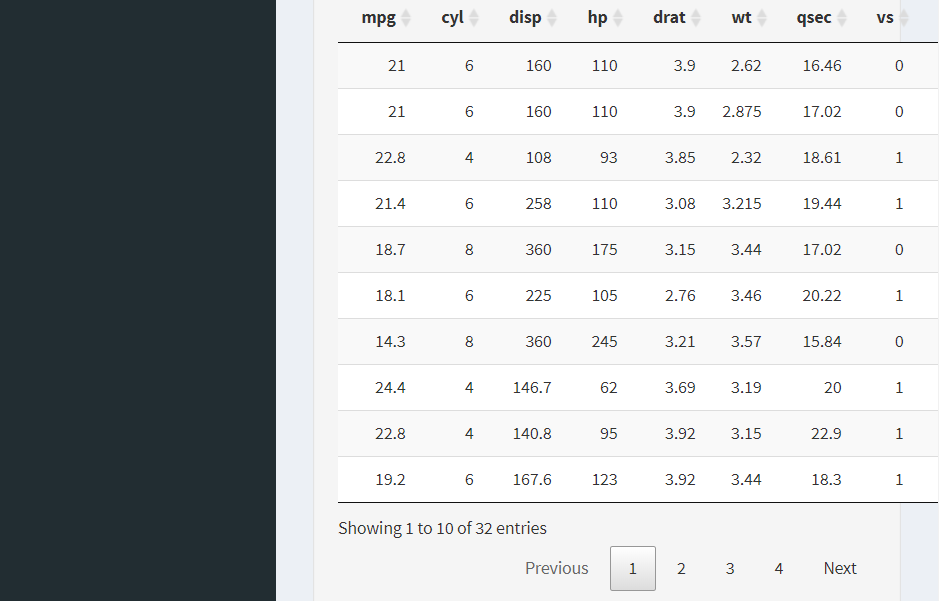 mpg cyl disp hp drat wt qsec vs
21 6 160 110 3.9 2.62 16.46 0
21 6 160 110 3.9 2.875 17.02 0
22.8 4 108 93 3.85 2.32 18.61 1
21.4 6 258 110 3.08 3.215 19.44 1
18.7 8 360 175 3.15 3.44 17.02 0
18.1 6 225 105 2.76 3.46 20.22 1
14.3 8 360 245 3.21 3.57 15.84 0
24.4 4 146.7 62 3.69 3.19 20 1
22.8 4 140.8 95 3.92 3.15 22.9 1
19.2 6 167.6 123 3.92 3.44 18.3 1
Showing 1 to 10 of 32 entries
Previous 1 2 3 4 Next